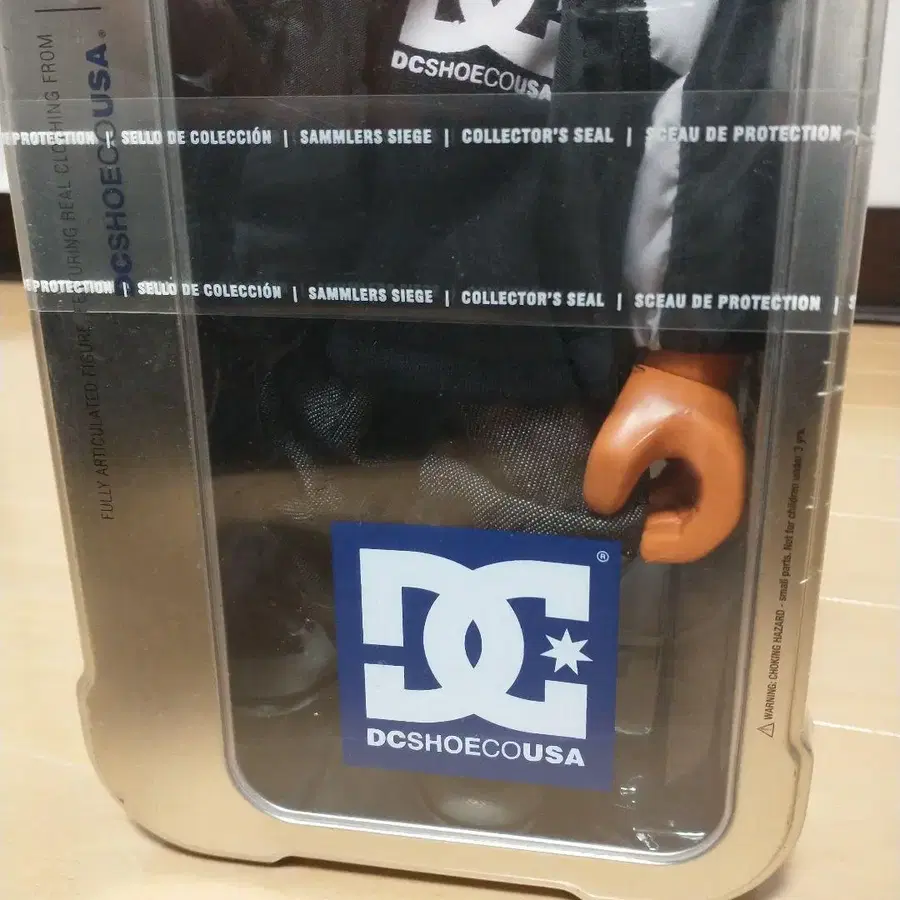 DC
DCSHOECOUSA
FULLY ARTICULATED FIGURE FEATURING REAL CLOTHING FROM
DCSHOECOUSA®
PROTECTION | SELLO DE COLECCIÓN | SAMMLERS SIEGE | COLLECTOR'S SEAL | SCEAU DE PROTECTION
PROTECTION | SELLO DE COLECCIÓN | SAMMLERS SIEGE | COLLECTOR'S SEAL | SCEAU DE PROTECTION | S
DC®
DCSHOECOUSA
⚠ WARNING: CHOKING HAZARD - small parts. Not for children under 3 yrs.